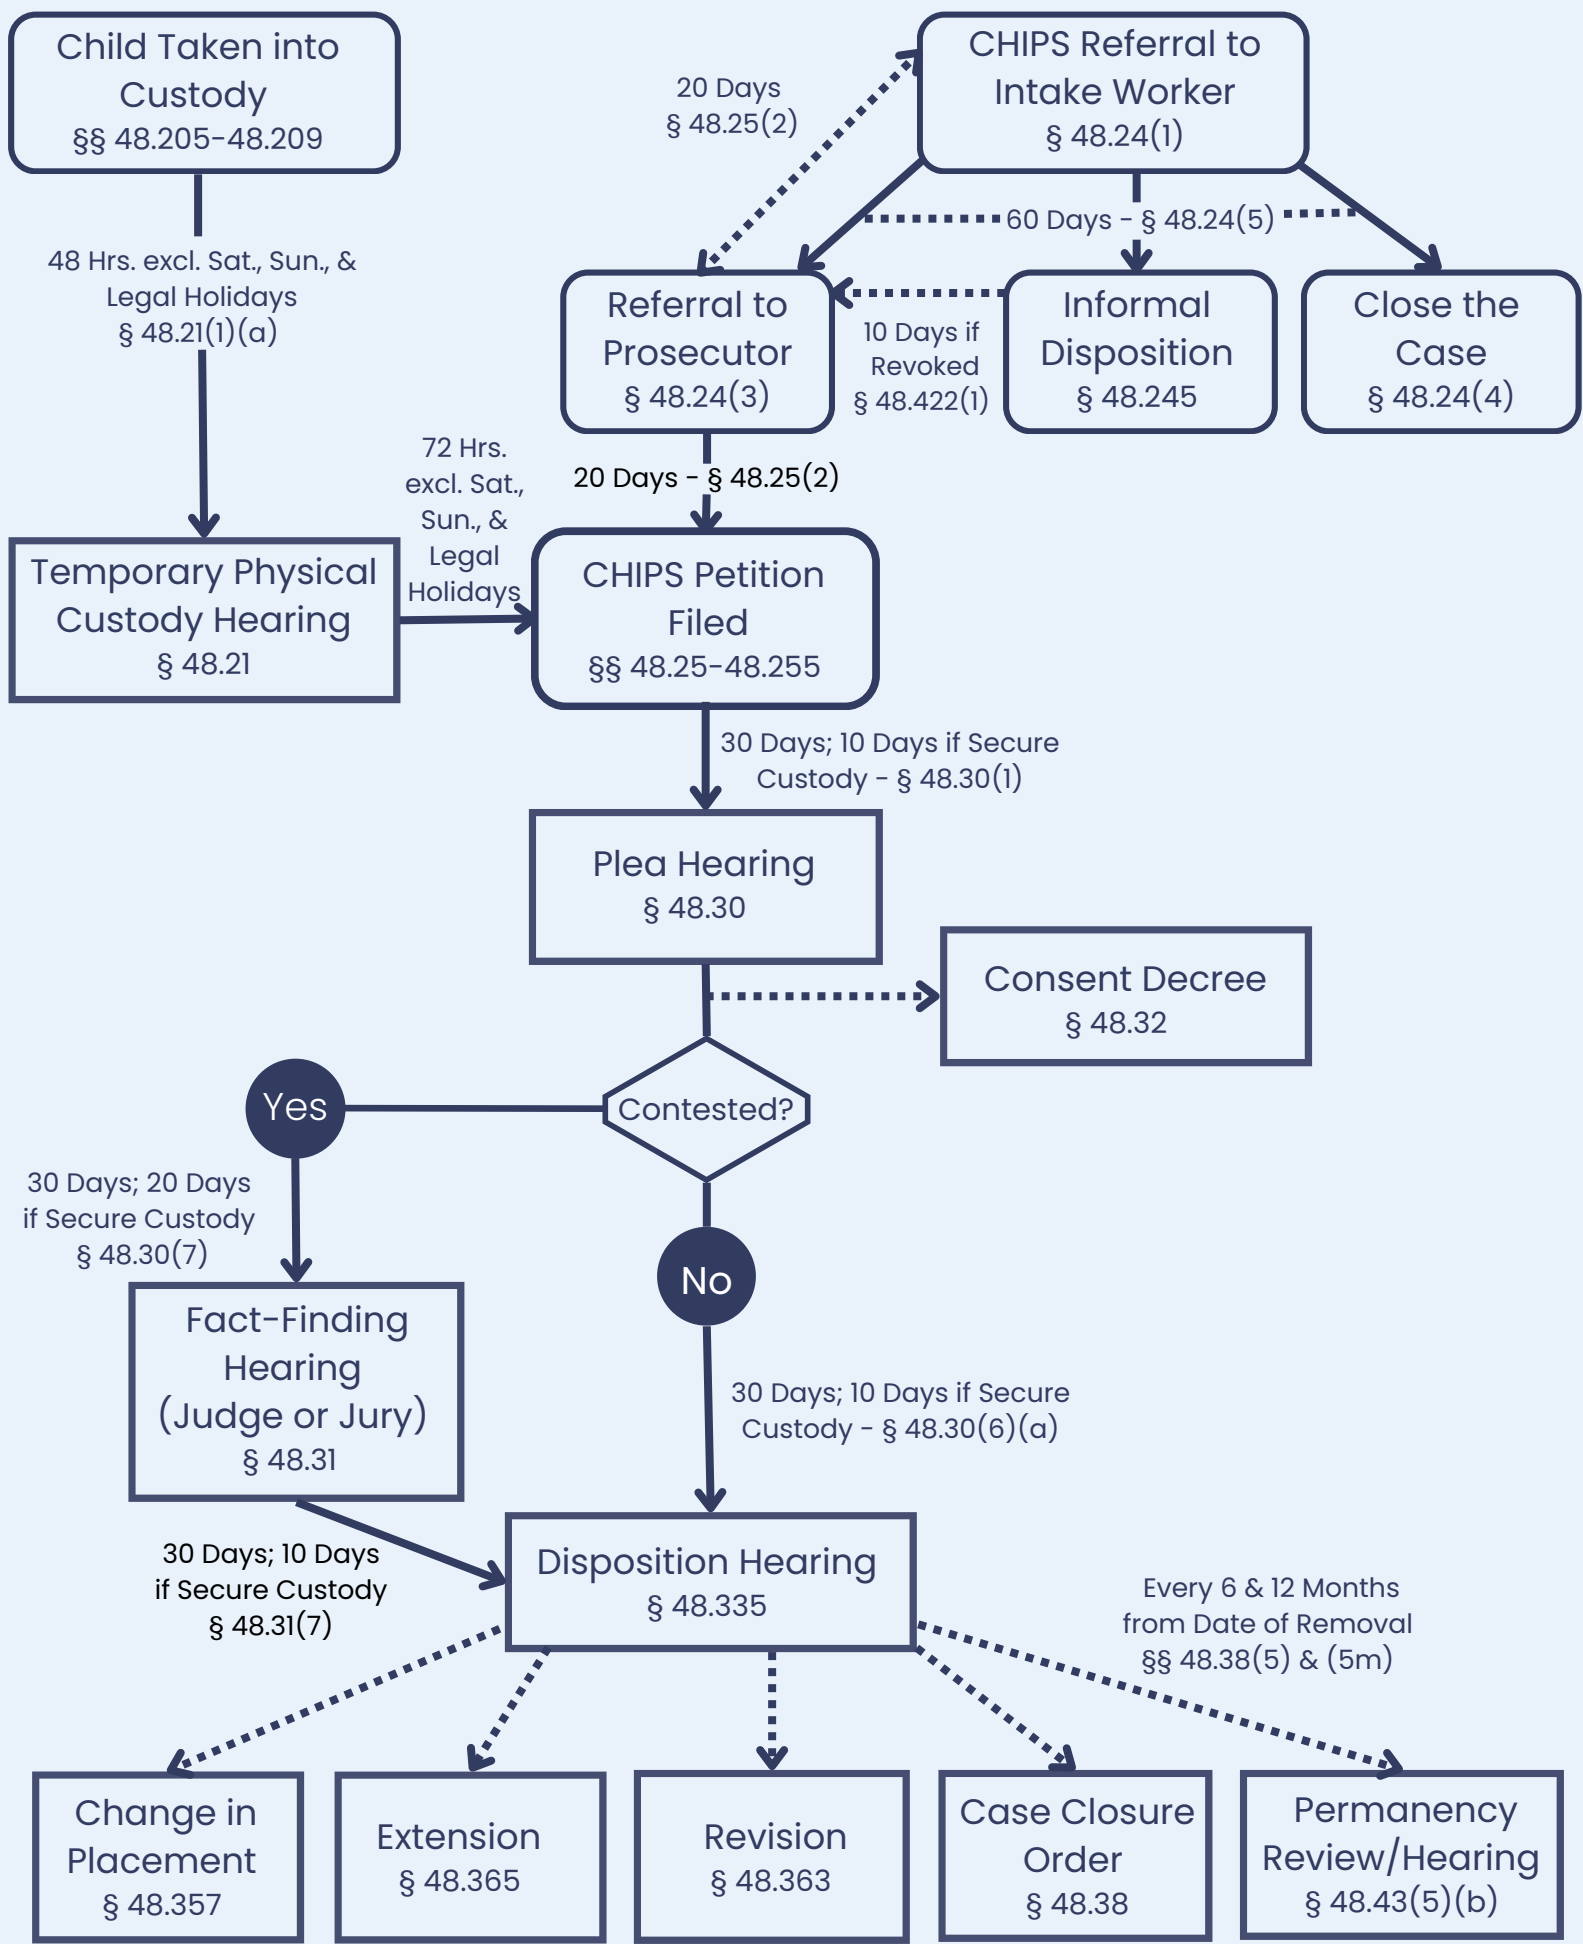 Child Taken into
Custody
§§ 48.205-48.209
CHIPS Referral to
Intake Worker
§ 48.24(1)
20 Days
§ 48.25(2)
60 Days - § 48.24(5)
48 Hrs. excl. Sat., Sun., &
Legal Holidays
§ 48.21(1)(a)
Referral to
Prosecutor
§ 48.24(3)
10 Days if
Revoked
§ 48.422(1)
Informal
Disposition
§ 48.245
Close the
Case
§ 48.24(4)
72 Hrs.
excl. Sat.,
Sun., &
Legal
Holidays
20 Days - § 48.25(2)
Temporary Physical
Custody Hearing
§ 48.21
CHIPS Petition
Filed
§§ 48.25-48.255
30 Days; 10 Days if Secure
Custody - § 48.30(1)
Plea Hearing
§ 48.30
Consent Decree
§ 48.32
Contested?
Yes
30 Days; 20 Days
if Secure Custody
§ 48.30(7)
No
Fact-Finding
Hearing
(Judge or Jury)
§ 48.31
30 Days; 10 Days if Secure
Custody - § 48.30(6)(a)
30 Days; 10 Days
if Secure Custody
§ 48.31(7)
Disposition Hearing
§ 48.335
Every 6 & 12 Months
from Date of Removal
§§ 48.38(5) & (5m)
Change in
Placement
§ 48.357
Extension
§ 48.365
Revision
§ 48.363
Case Closure
Order
§ 48.38
Permanency
Review/Hearing
§ 48.43(5)(b)